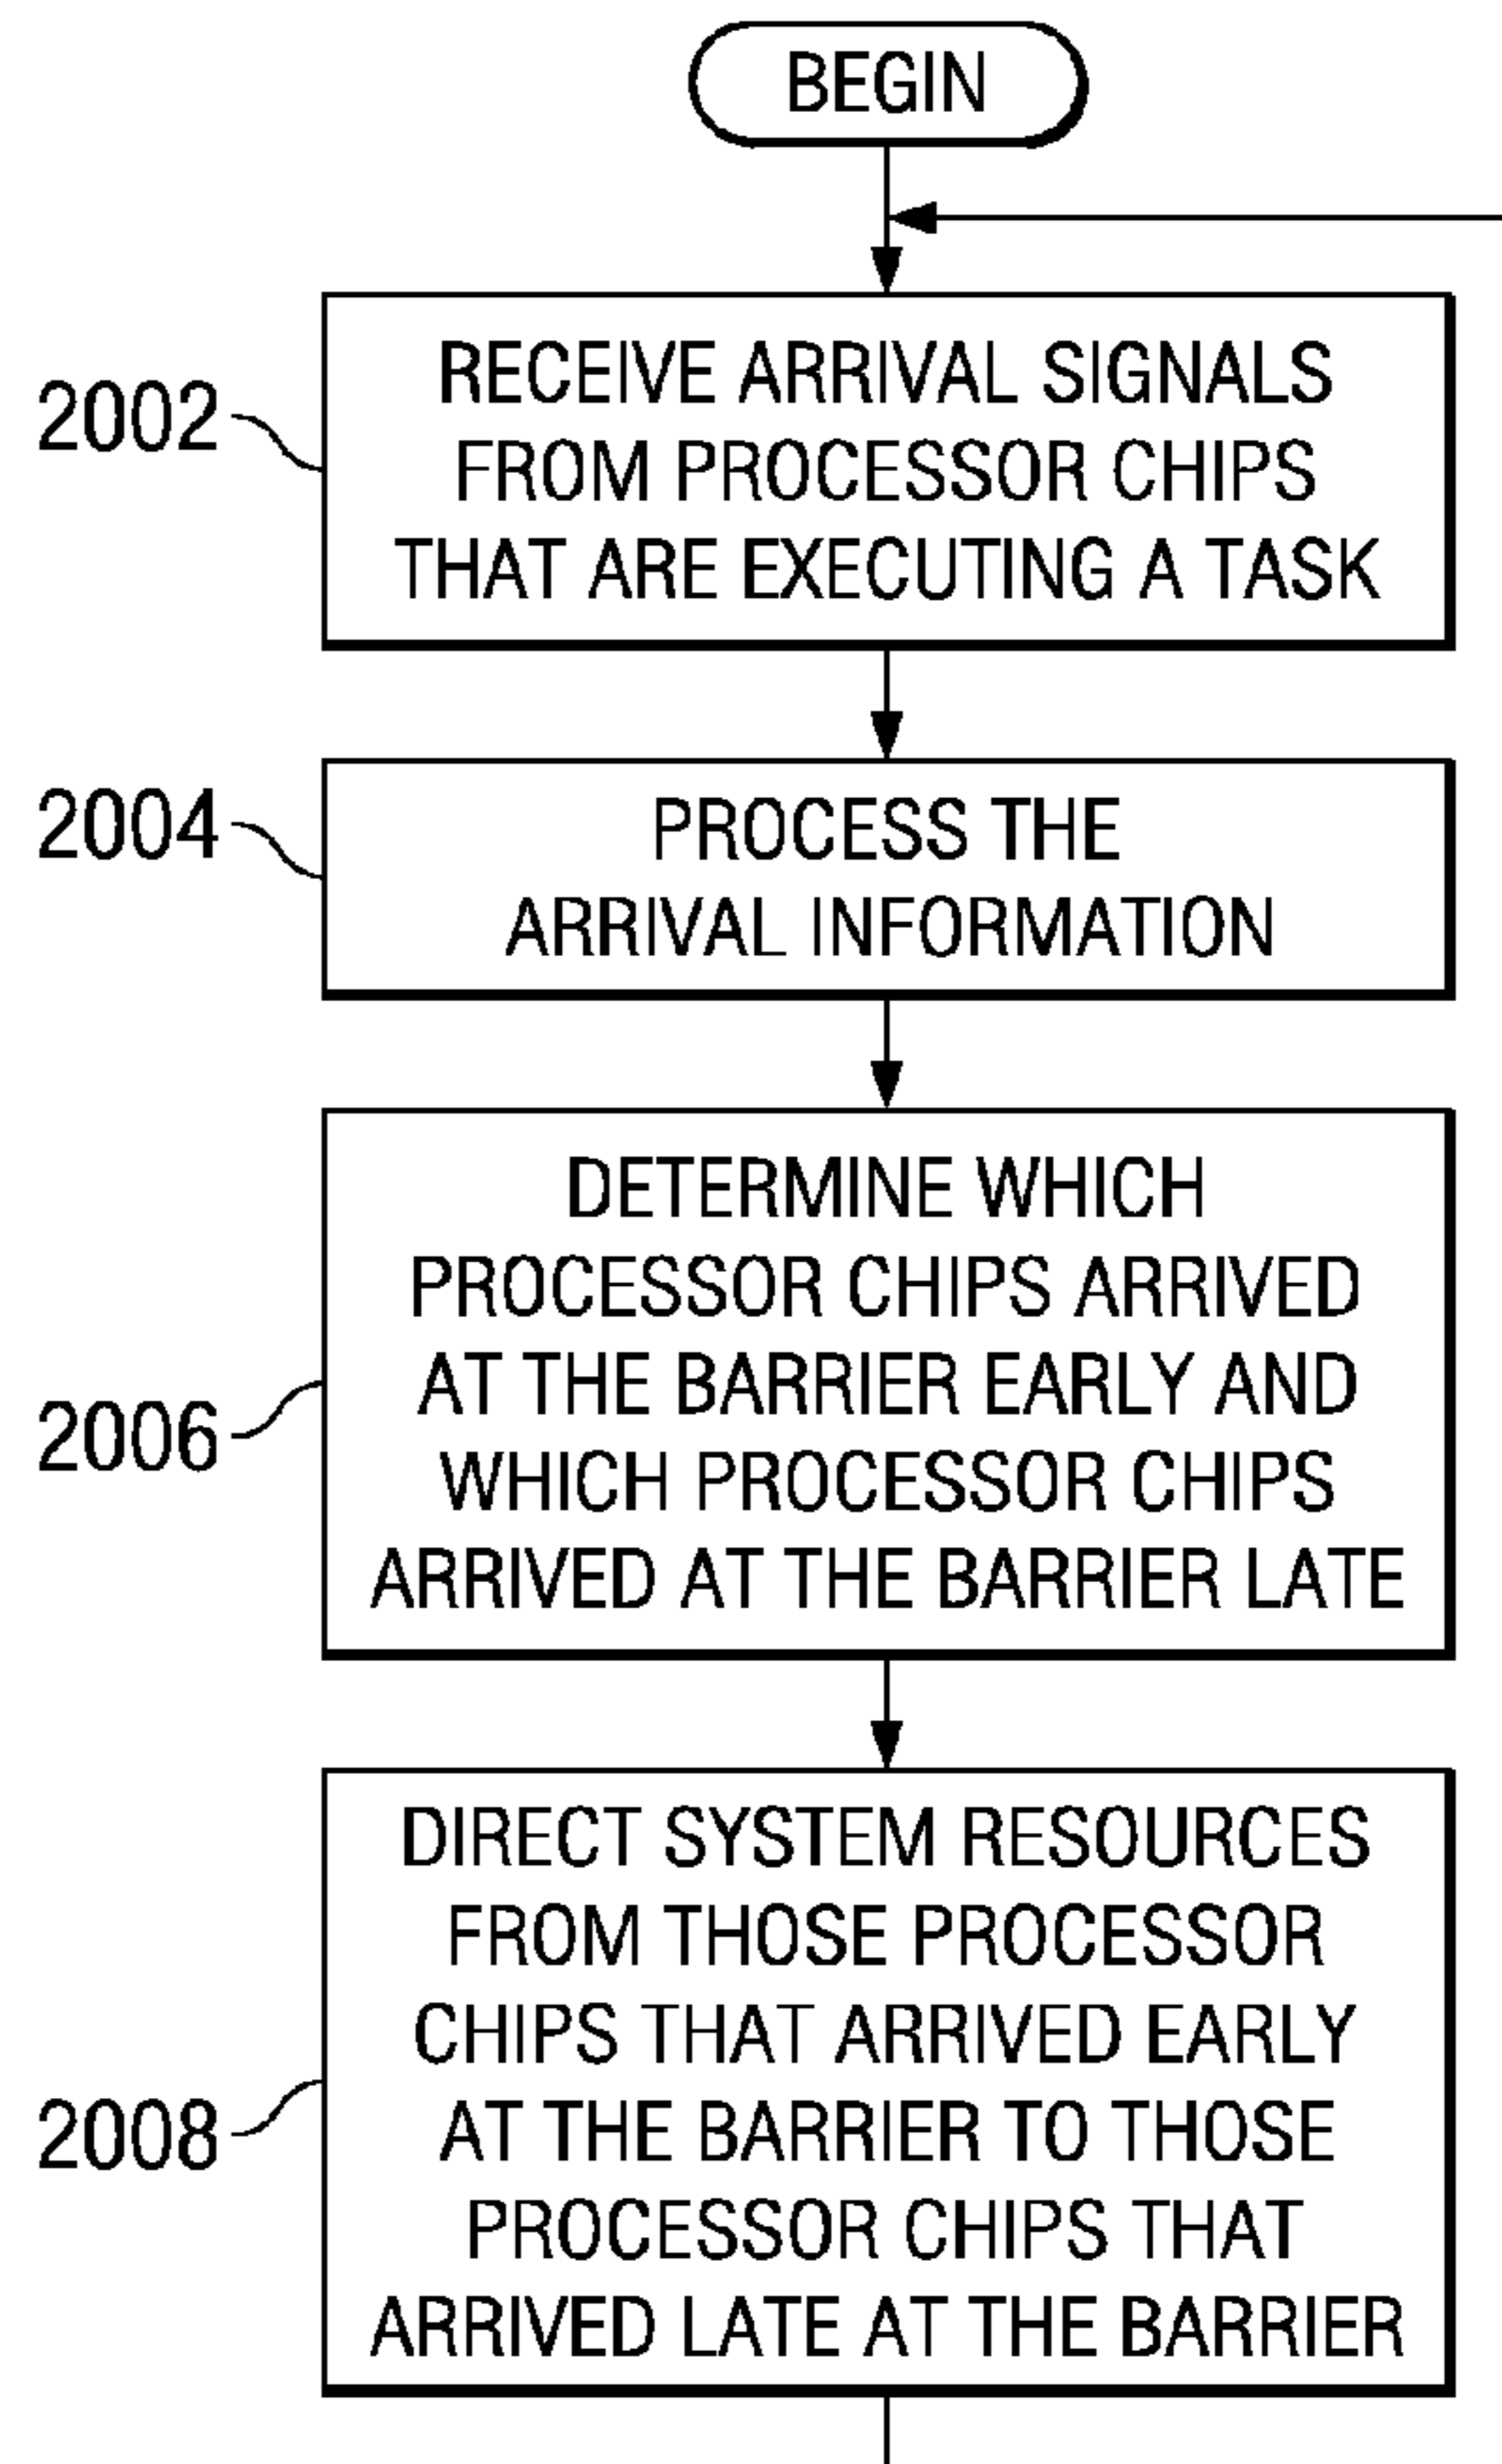 BEGIN
2002
RECEIVE ARRIVAL SIGNALS
FROM PROCESSOR CHIPS
THAT ARE EXECUTING A TASK
2004
PROCESS THE
ARRIVAL INFORMATION
2006
DETERMINE WHICH
PROCESSOR CHIPS ARRIVED
AT THE BARRIER EARLY AND
WHICH PROCESSOR CHIPS
ARRIVED AT THE BARRIER LATE
2008
DIRECT SYSTEM RESOURCES
FROM THOSE PROCESSOR
CHIPS THAT ARRIVED EARLY
AT THE BARRIER TO THOSE
PROCESSOR CHIPS THAT
ARRIVED LATE AT THE BARRIER